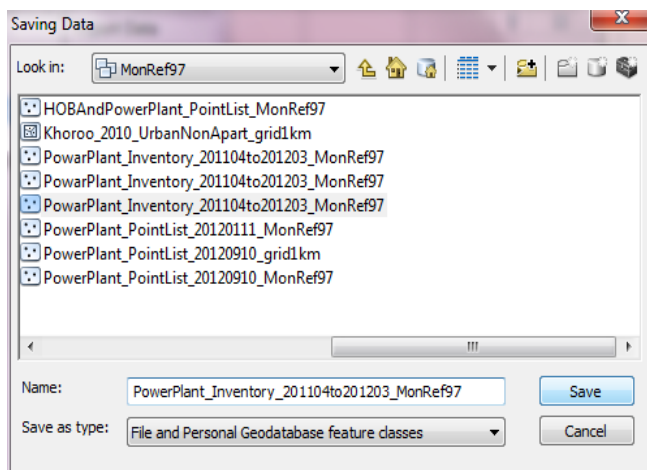 Saving Data
Look in: MonRef97
HOBAndPowerPlant_PointList_MonRef97
Khoroo_2010_UrbanNonApart_grid1km
PowarPlant_Inventory_201104to201203_MonRef97
PowarPlant_Inventory_201104to201203_MonRef97
PowarPlant_Inventory_201104to201203_MonRef97
PowerPlant_PointList_20120111_MonRef97
PowerPlant_PointList_20120910_grid1km
PowerPlant_PointList_20120910_MonRef97
Name: PowerPlant_Inventory_201104to201203_MonRef97 Save
Save as type: File and Personal Geodatabase feature classes Cancel